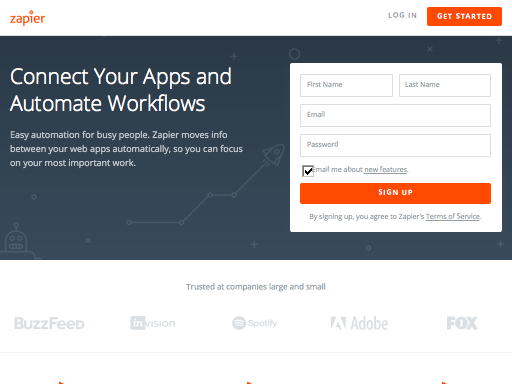 zapier
LOG IN
GET STARTED
Connect Your Apps and
Automate Workflows
Easy automation for busy people. Zapier moves info
between your web apps automatically, so you can focus
on your most important work.
First Name
Last Name
Email
Password
Email me about new features.
SIGN UP
By signing up, you agree to Zapier's Terms of Service.
Trusted at companies large and small
BuzzFeed
inVISION
Spotify
Adobe
FOX